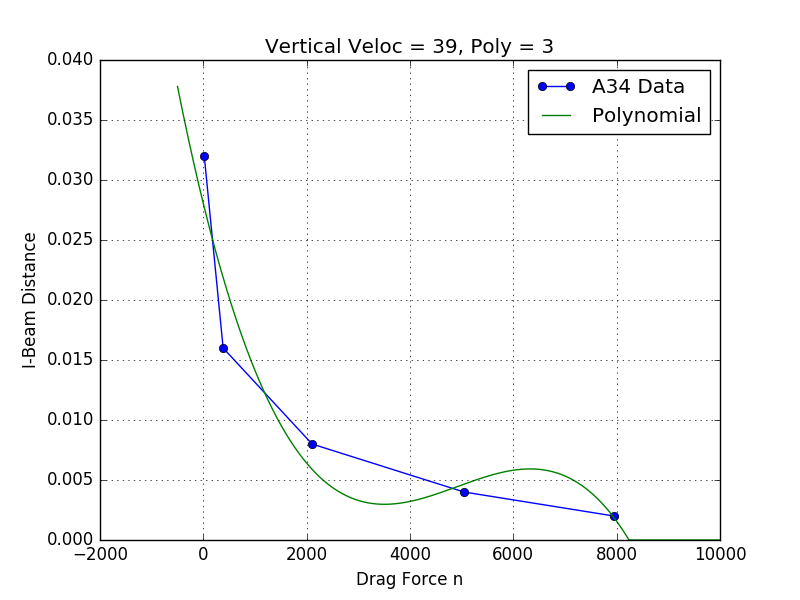 Vertical Veloc = 39, Poly = 3
0.040
0.035
0.030
0.025
0.020
0.015
0.010
0.005
0.000
I-Beam Distance
A34 Data
Polynomial
−2000 0 2000 4000 6000 8000 10000
Drag Force n